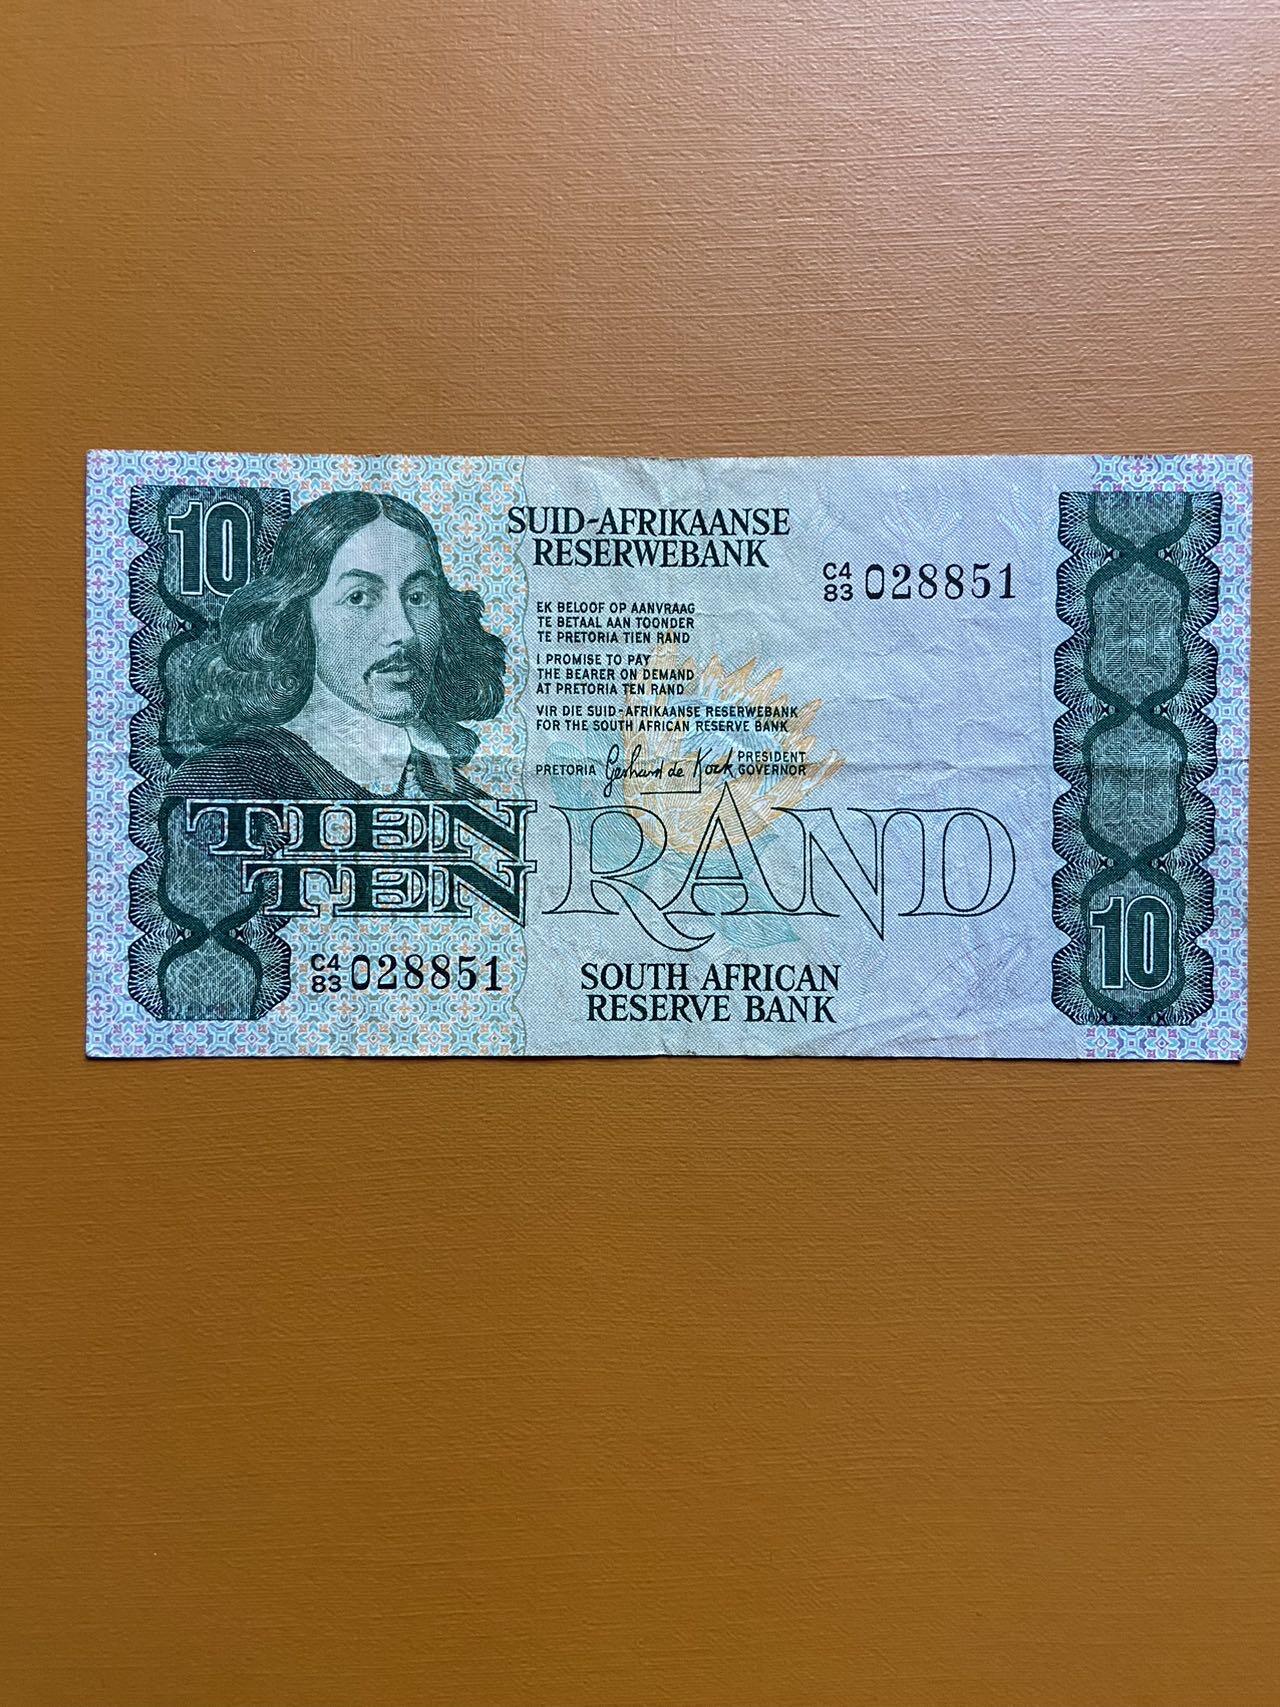 10
SUID-AFRIKAANSE
RESERWEBANK
C4
83 028851
EK BELOOF OP AANVRAAG
TE BETAAL AAN TOONDER
TE PRETORIA TIEN RAND
I PROMISE TO PAY
THE BEARER ON DEMAND
AT PRETORIA TEN RAND
VIR DIE SUID-AFRIKAANSE RESERWEBANK
FOR THE SOUTH AFRICAN RESERVE BANK
PRETORIA Gerhard de Kock PRESIDENT
GOVERNOR
TIEN
TEN RAND
10
C4
83 028851
SOUTH AFRICAN
RESERVE BANK